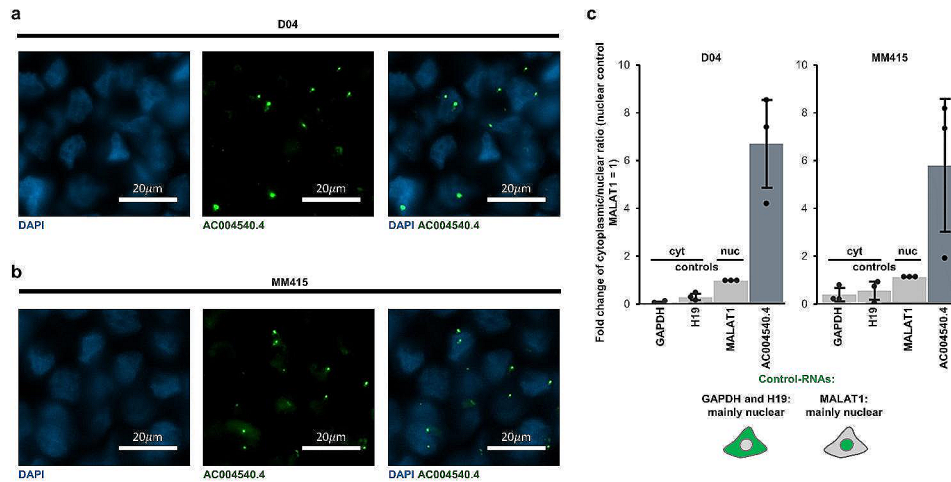 a
D04
20µm
20µm
20µm
DAPI
AC004540.4
DAPI AC004540.4
b
MM415
20µm
20µm
20µm
DAPI
AC004540.4
DAPI AC004540.4
c
Fold change of cytoplasmic/nuclear ratio (nuclear control
MALAT1 = 1)
D04
10
8
6
4
2
0
cyt
nuc
controls
GAPDH
H19
MALAT1
AC004540.4
MM415
10
8
6
4
2
0
cyt
nuc
controls
GAPDH
H19
MALAT1
AC004540.4
Control-RNAs:
GAPDH and H19:
mainly nuclear
MALAT1:
mainly nuclear